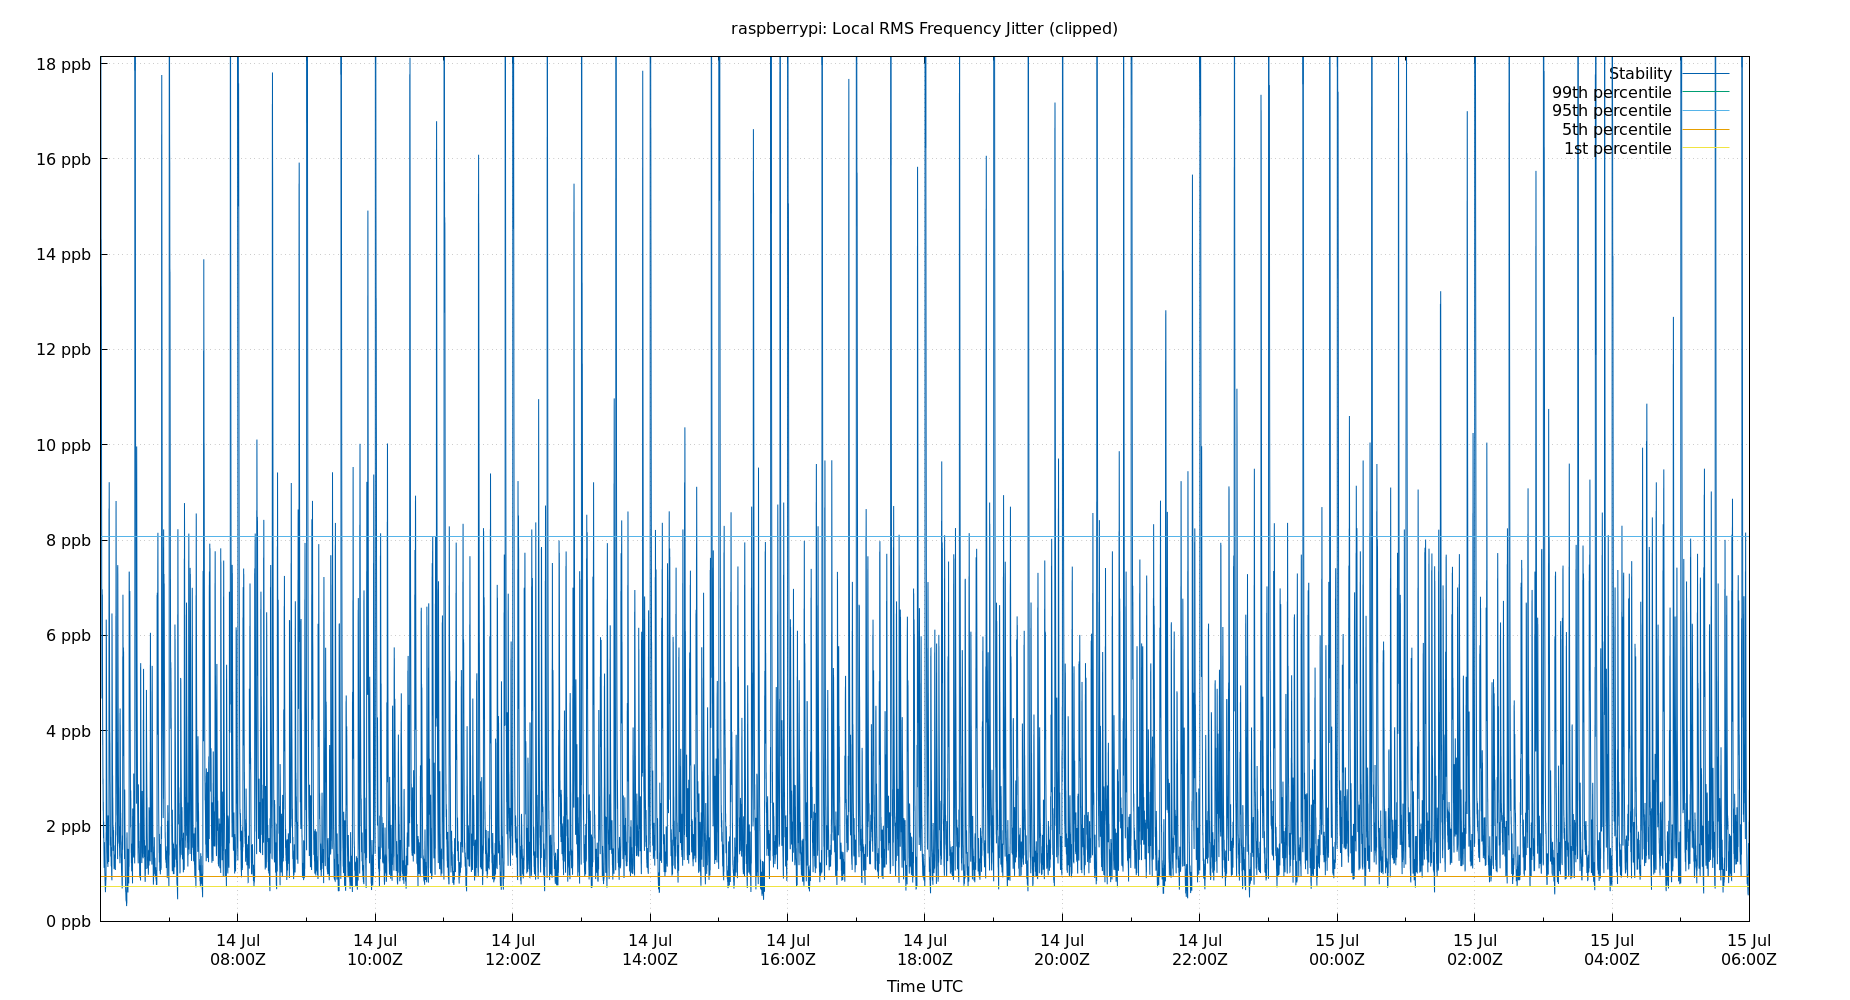 raspberrypi: Local RMS Frequency Jitter (clipped)
18 ppb
16 ppb
14 ppb
12 ppb
10 ppb
8 ppb
6 ppb
4 ppb
2 ppb
0 ppb
Stability
99th percentile
95th percentile
5th percentile
1st percentile
14 Jul 14 Jul 14 Jul 14 Jul 14 Jul 14 Jul 14 Jul 14 Jul 15 Jul 15 Jul 15 Jul 15 Jul
08:00Z 10:00Z 12:00Z 14:00Z 16:00Z 18:00Z 20:00Z 22:00Z 00:00Z 02:00Z 04:00Z 06:00Z
Time UTC